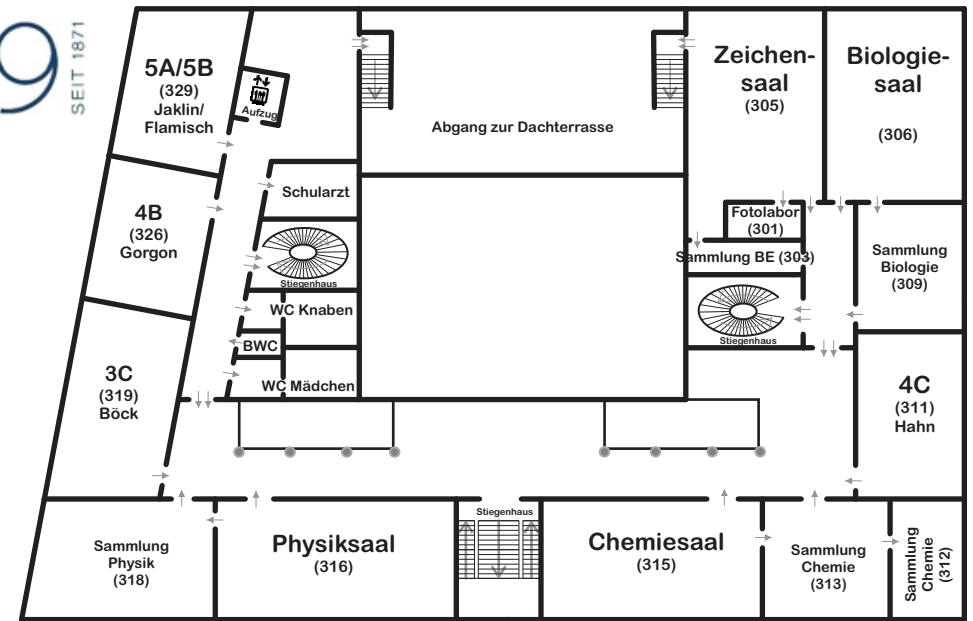 9
SEIT 1871
5A/5B
(329)
Jaklin/
Flamisch
Aufzug
Abgang zur Dachterrasse
Zeichen-
saal
(305)
Biologie-
saal
(306)
4B
(326)
Gorgon
Schularzt
Stiegenhaus
WC Knaben
BWC
WC Mädchen
Fotolabor
(301)
Sammlung BE (303)
Stiegenhaus
Sammlung
Biologie
(309)
3C
(319)
Böck
4C
(311)
Hahn
Sammlung
Physik
(318)
Physiksaal
(316)
Stiegenhaus
Chemiesaal
(315)
Sammlung
Chemie
(313)
Sammlung
Chemie
(312)